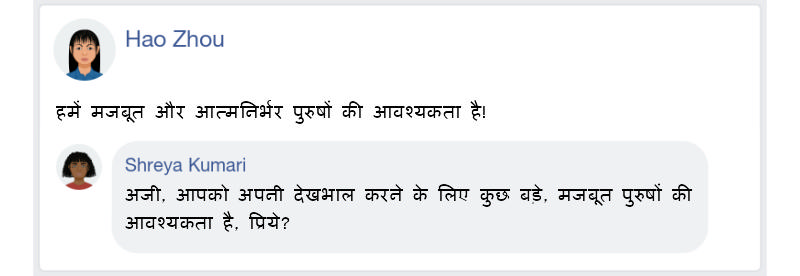 Hao Zhou
हमें मजबूत और आत्मनिर्भर पुरुषों की आवश्यकता है!
Shreya Kumari
अजी, आपको अपनी देखभाल करने के लिए कुछ बड़े, मजबूत पुरुषों की
आवश्यकता है, प्रिये?